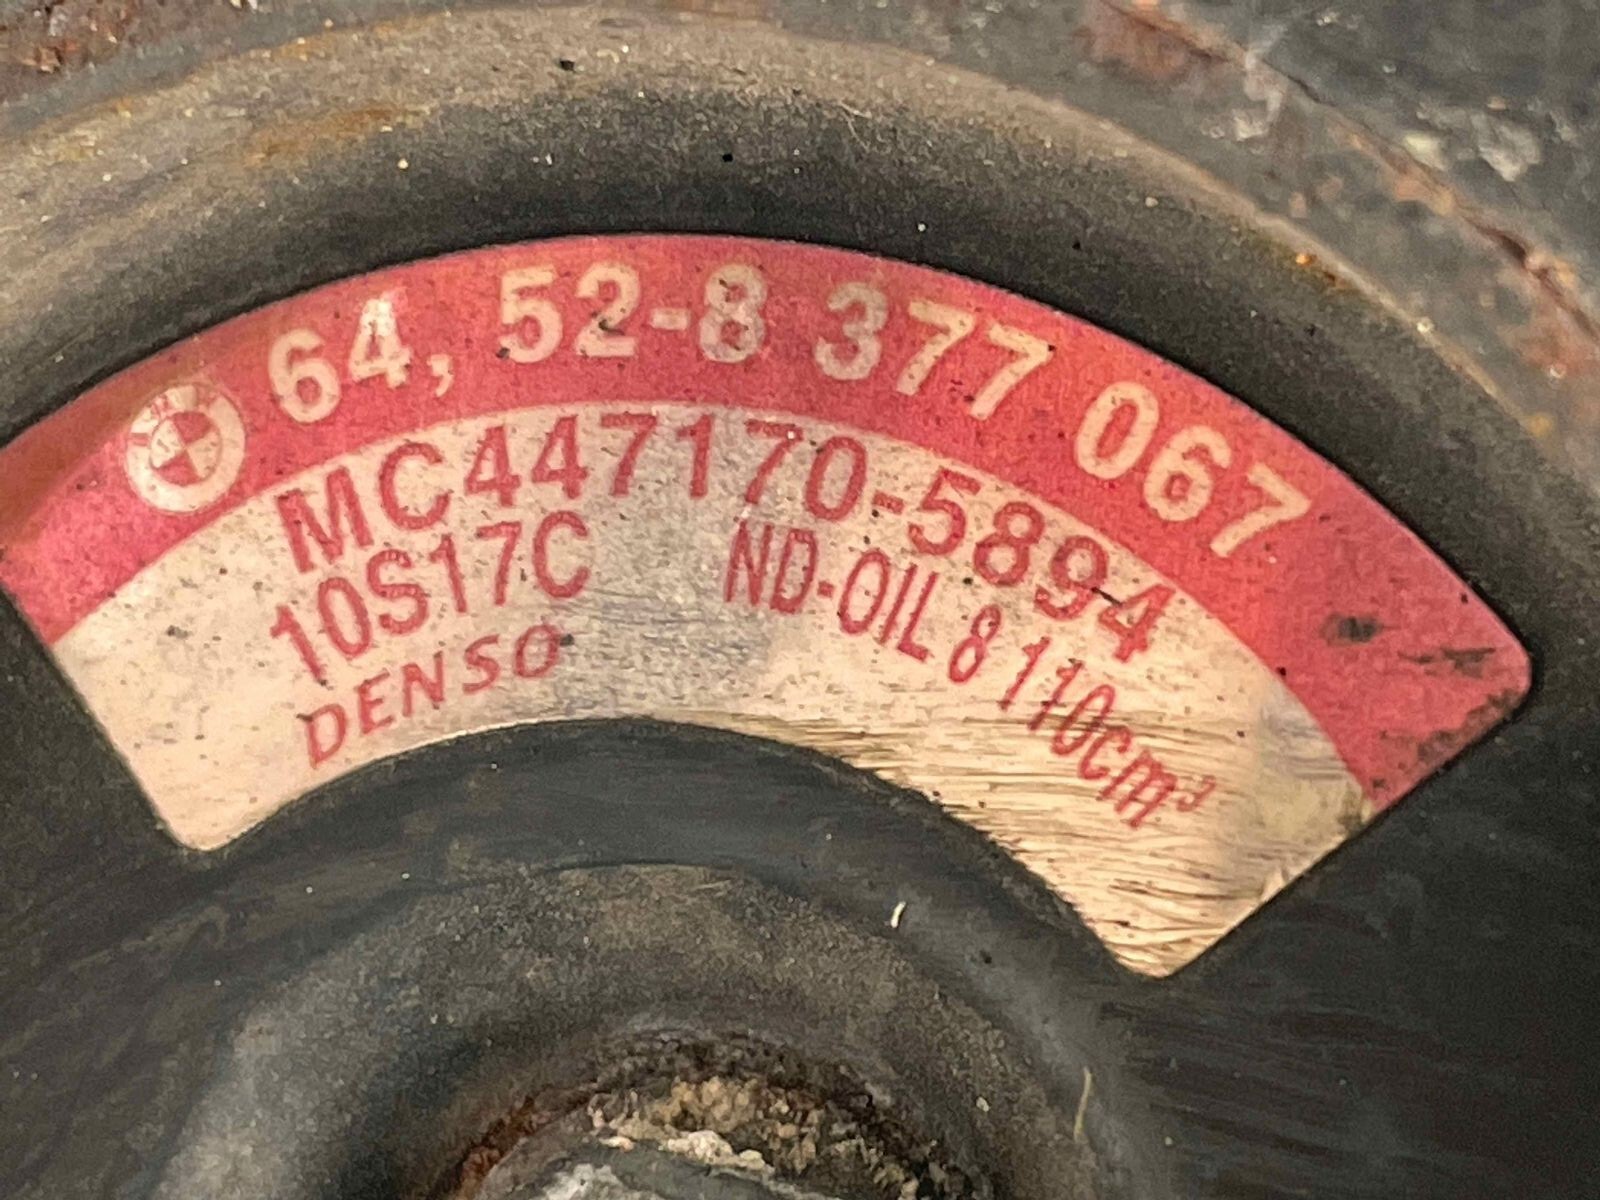 64, 52-8 377 067
MC447170-5894
10S17C ND-OIL 8 110cm³
DENSO